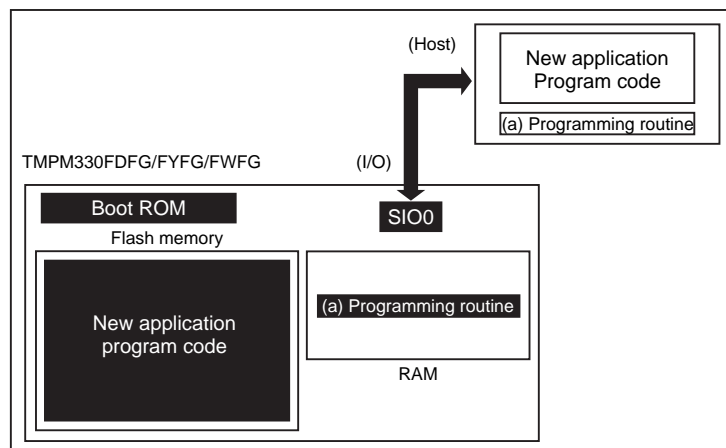 (Host)
New application
Program code
(a) Programming routine
TMPM330FDFG/FYFG/FWFG
(I/O)
Boot ROM
SIO0
Flash memory
New application
program code
(a) Programming routine
RAM